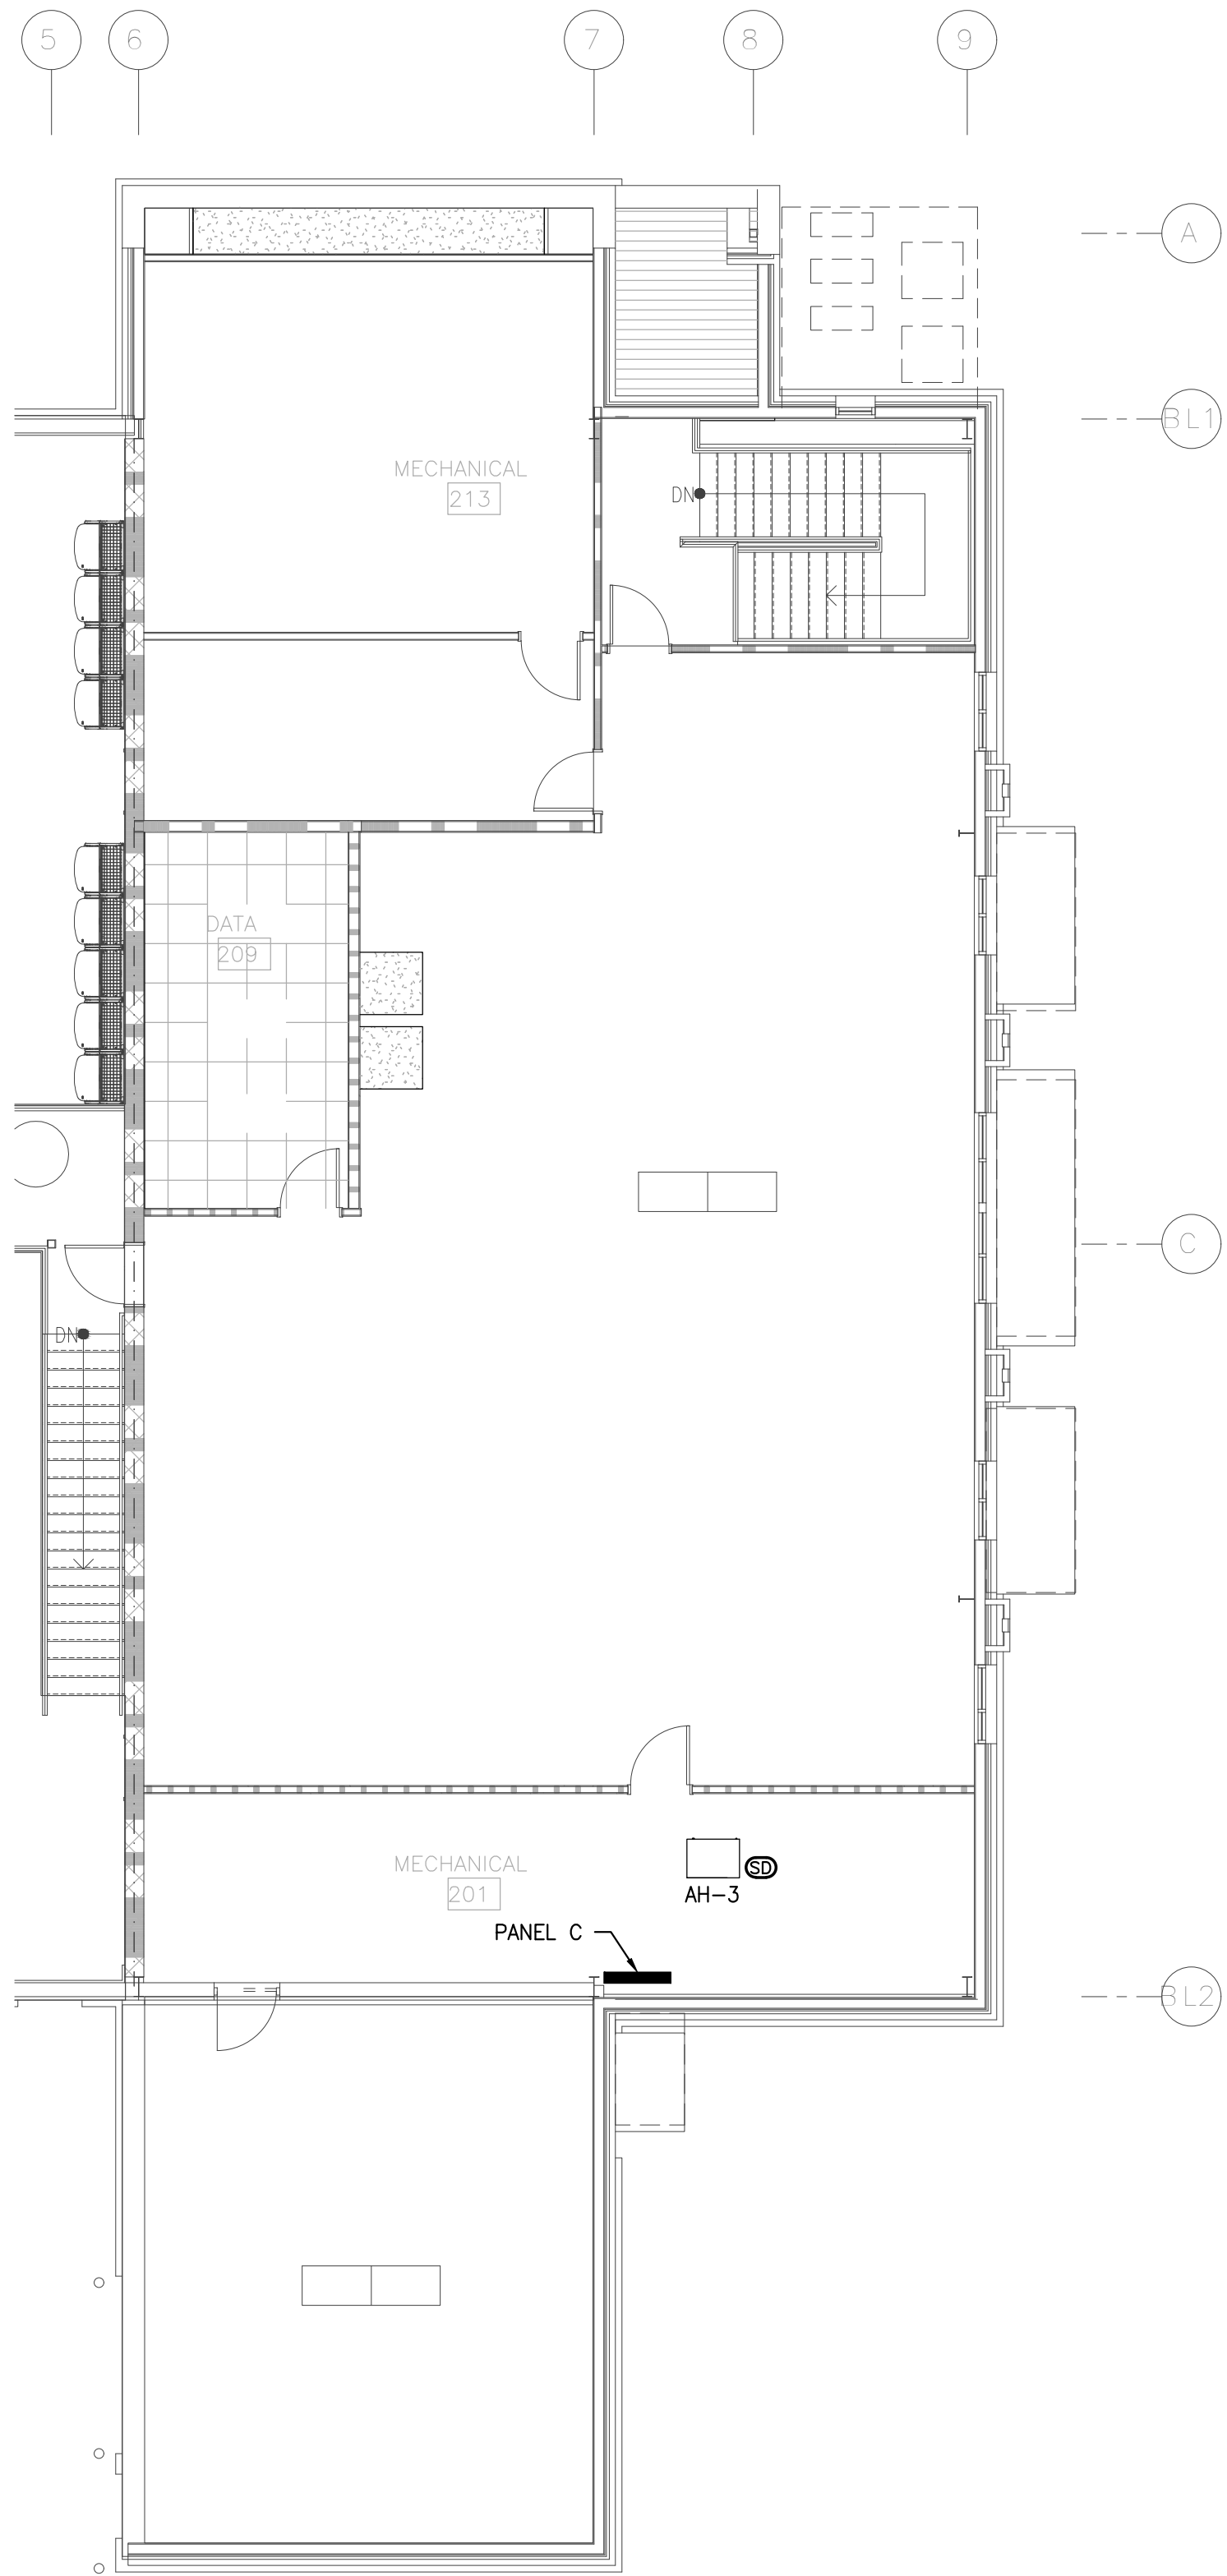 5 6 7 8 9
A
BL1
MECHANICAL
213
DN
DATA
209
C
DN
MECHANICAL
201
SD
AH-3
PANEL C
BL2